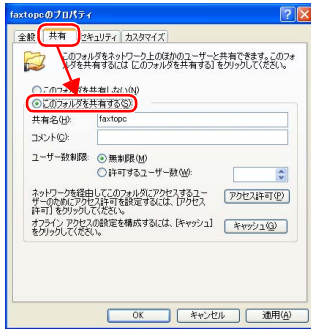 faxtopcのプロパティ
全般 共有 セキュリティ カスタマイズ
このフォルダをネットワーク上のほかのユーザーと共有できます。このフォ
ルダを共有するには [このフォルダを共有する] をクリックしてください。
このフォルダを共有しない(N)
このフォルダを共有する(S)
共有名(H): faxtopc
コメント(C):
ユーザー数制限: 無制限(M)
許可するユーザー数(W):
ネットワークを経由してこのフォルダにアクセスするユー
ザーのためにアクセス許可を設定するには、[アクセス
許可] をクリックしてください。
アクセス許可(P)
オフライン アクセスの設定を構成するには、[キャッシュ]
をクリックしてください。
キャッシュ(G)
OK キャンセル 適用(A)